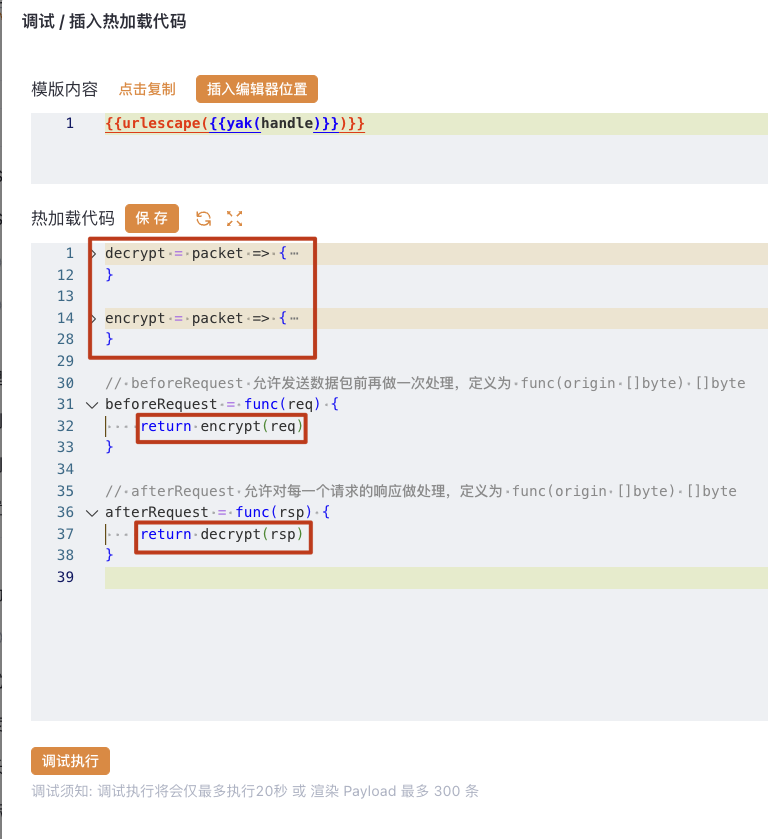 调试 / 插入热加载代码
模版内容 点击复制 插入编辑器位置
1 {{urlescape({{yak(handle)}})}}
热加载代码 保 存
1 decrypt = packet => { ⋯
12 }
13
14 encrypt = packet => { ⋯
28 }
29
30 // beforeRequest 允许发送数据包前再做一次处理，定义为 func(origin []byte) []byte
31 beforeRequest = func(req) {
32     return encrypt(req)
33 }
34
35 // afterRequest 允许对每一个请求的响应做处理，定义为 func(origin []byte) []byte
36 afterRequest = func(rsp) {
37     return decrypt(rsp)
38 }
39
调试执行
调试须知: 调试执行将会仅最多执行20秒 或 渲染 Payload 最多 300 条